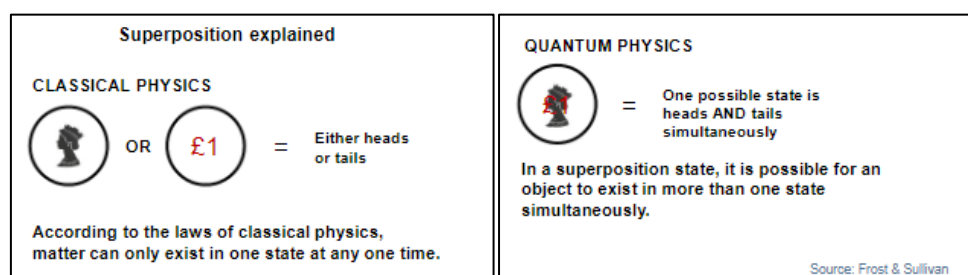 Superposition explained
CLASSICAL PHYSICS
OR £1 = Either heads
or tails
According to the laws of classical physics,
matter can only exist in one state at any one time.
QUANTUM PHYSICS
£1 = One possible state is
heads AND tails
simultaneously
In a superposition state, it is possible for an
object to exist in more than one state
simultaneously.
Source: Frost & Sullivan